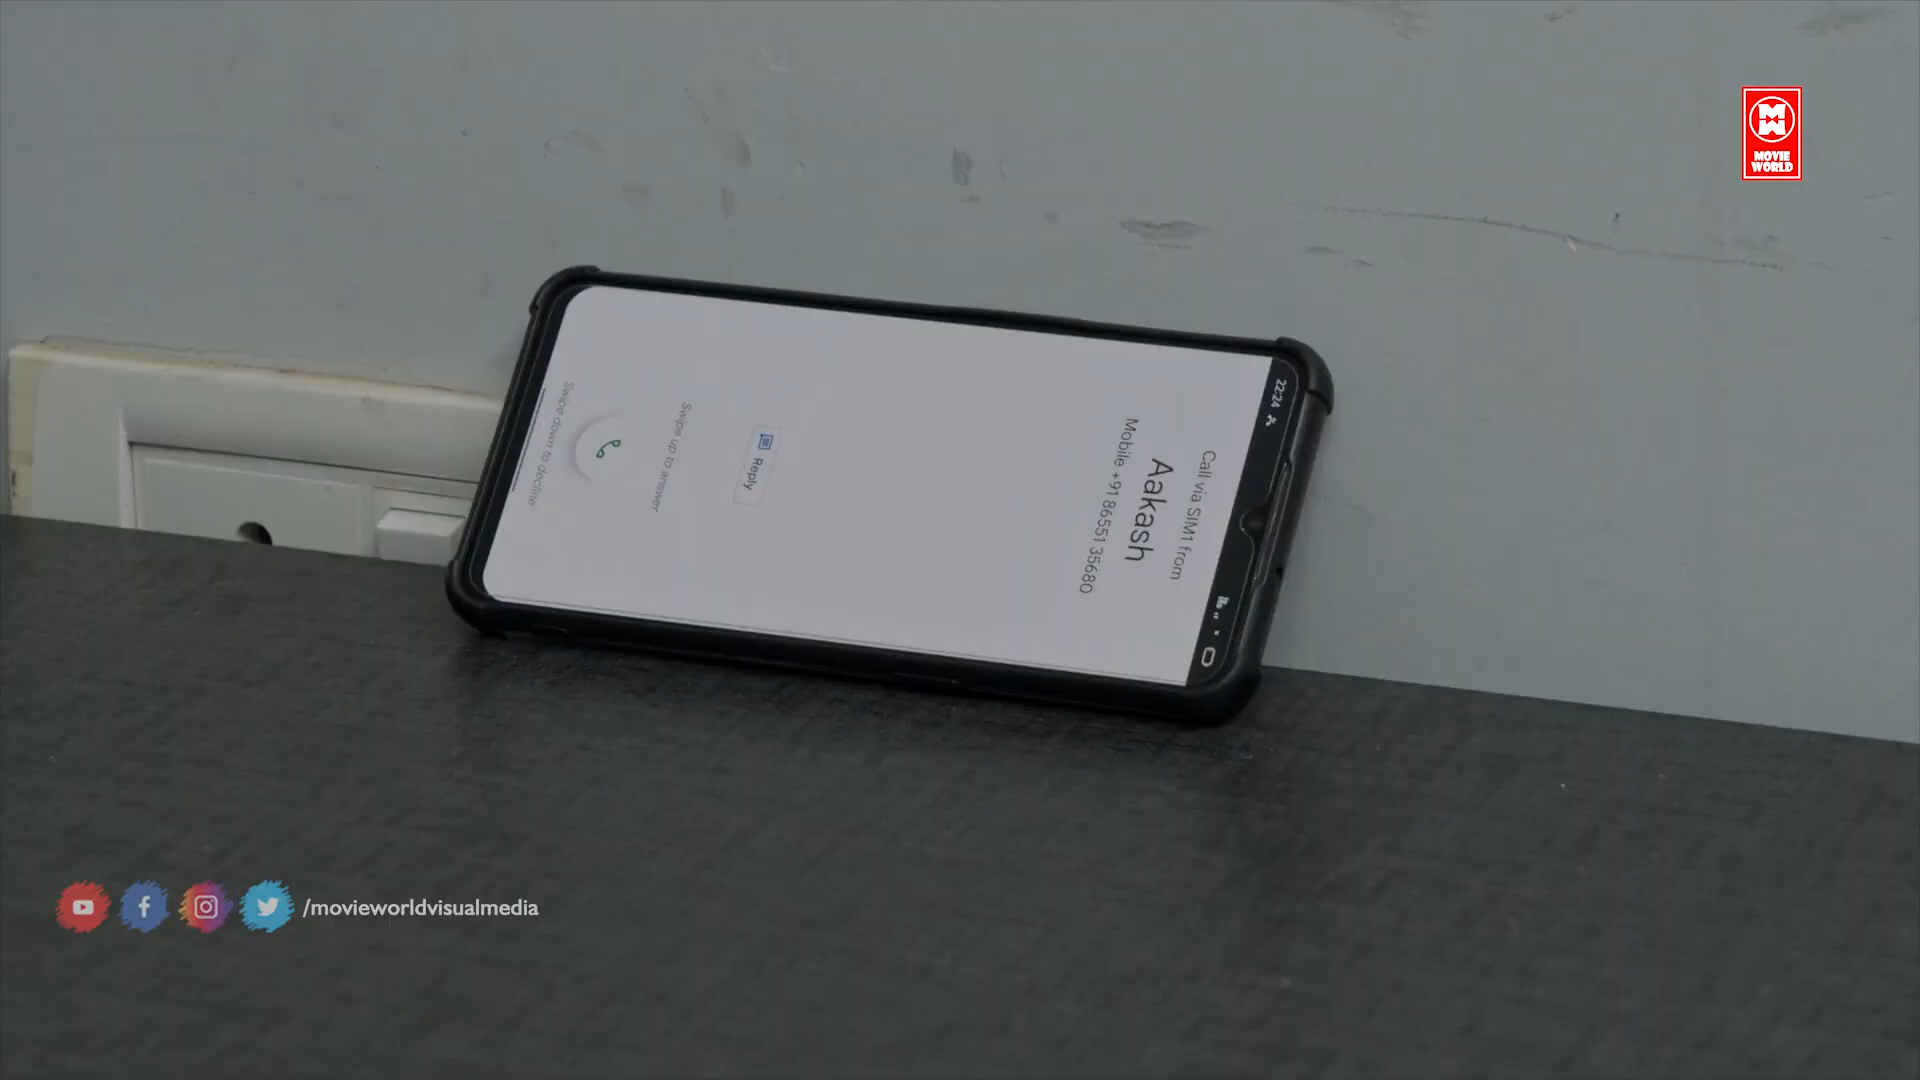 MOVIE
WORLD
22:24
Call via SIM1 from
Aakash
Mobile +91 86551 35680
Reply
Swipe up to answer
Swipe down to decline
/movieworldvisualmedia